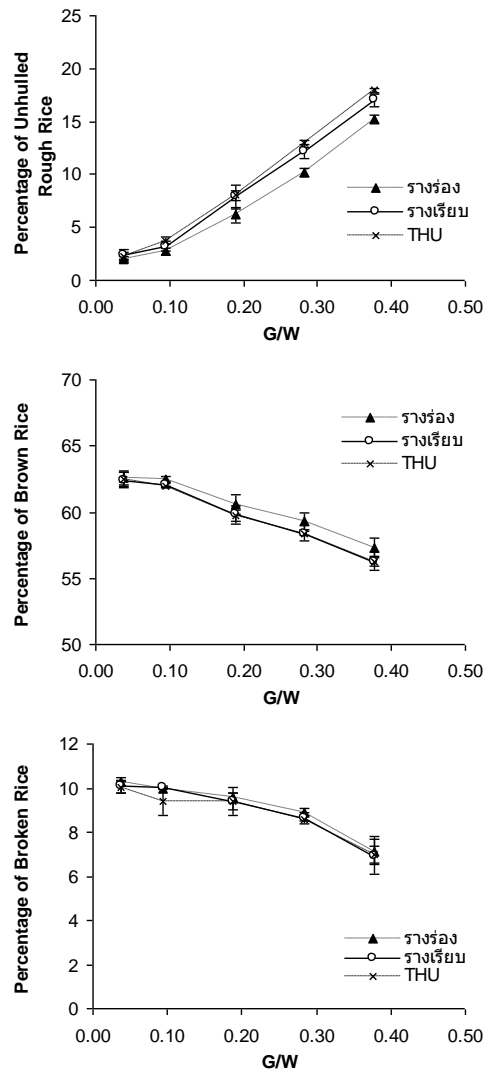 25
20
15
10
5
0
Percentage of Unhulled
Rough Rice
รางร่อง
รางเรียบ
THU
0.00 0.10 0.20 0.30 0.40 0.50
G/W
70
65
60
55
50
Percentage of Brown Rice
รางร่อง
รางเรียบ
THU
0.00 0.10 0.20 0.30 0.40 0.50
G/W
12
10
8
6
4
2
0
Percentage of Broken Rice
รางร่อง
รางเรียบ
THU
0.00 0.10 0.20 0.30 0.40 0.50
G/W